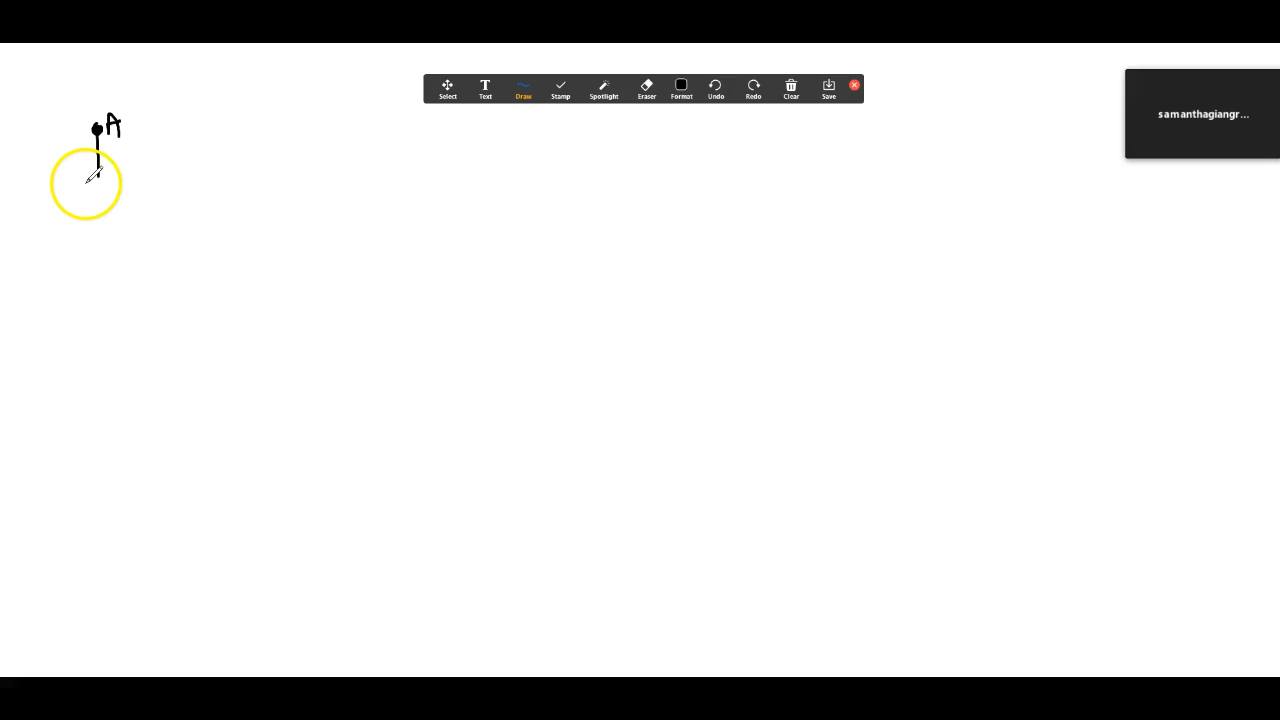 Select Text Draw Stamp Spotlight Eraser Format Undo Redo Clear Save
samanthagiangr...
A